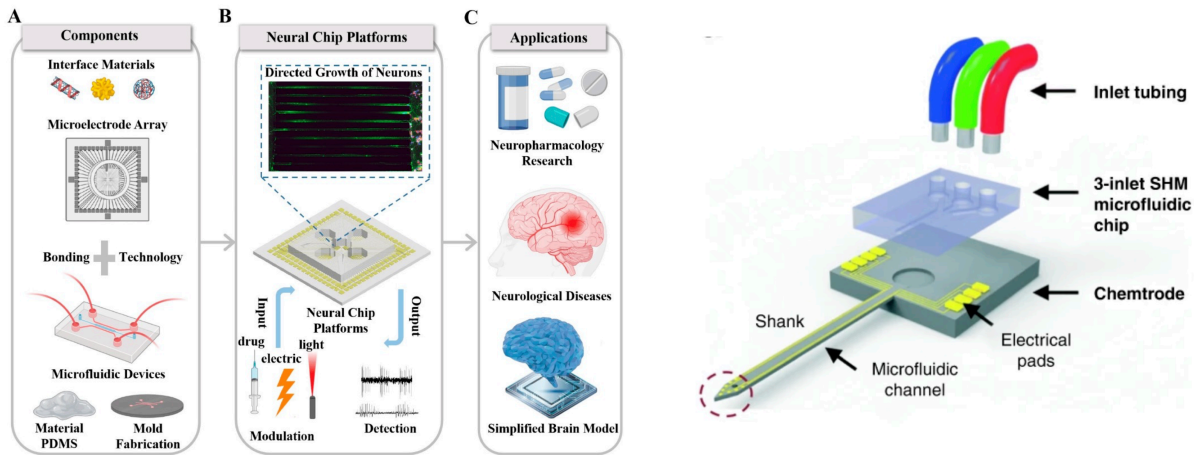 A
Components
Interface Materials
Microelectrode Array
Bonding Technology
Microfluidic Devices
Material
PDMS
Mold
Fabrication
B
Neural Chip Platforms
Directed Growth of Neurons
Neural Chip
Platforms
Input
Output
drug
electric
light
Modulation
Detection
C
Applications
Neuropharmacology
Research
Neurological Diseases
Simplified Brain Model
Inlet tubing
3-inlet SHM
microfluidic
chip
Chemtrode
Shank
Electrical
pads
Microfluidic
channel